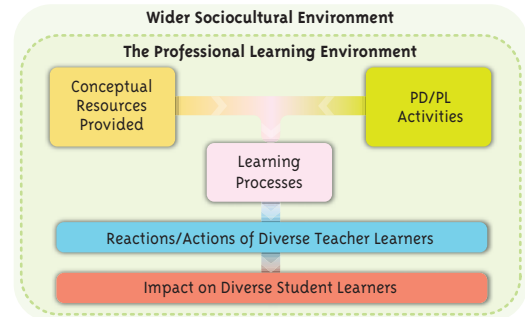 Wider Sociocultural Environment
The Professional Learning Environment
Conceptual
Resources
Provided
PD/PL
Activities
Learning
Processes
Reactions/Actions of Diverse Teacher Learners
Impact on Diverse Student Learners